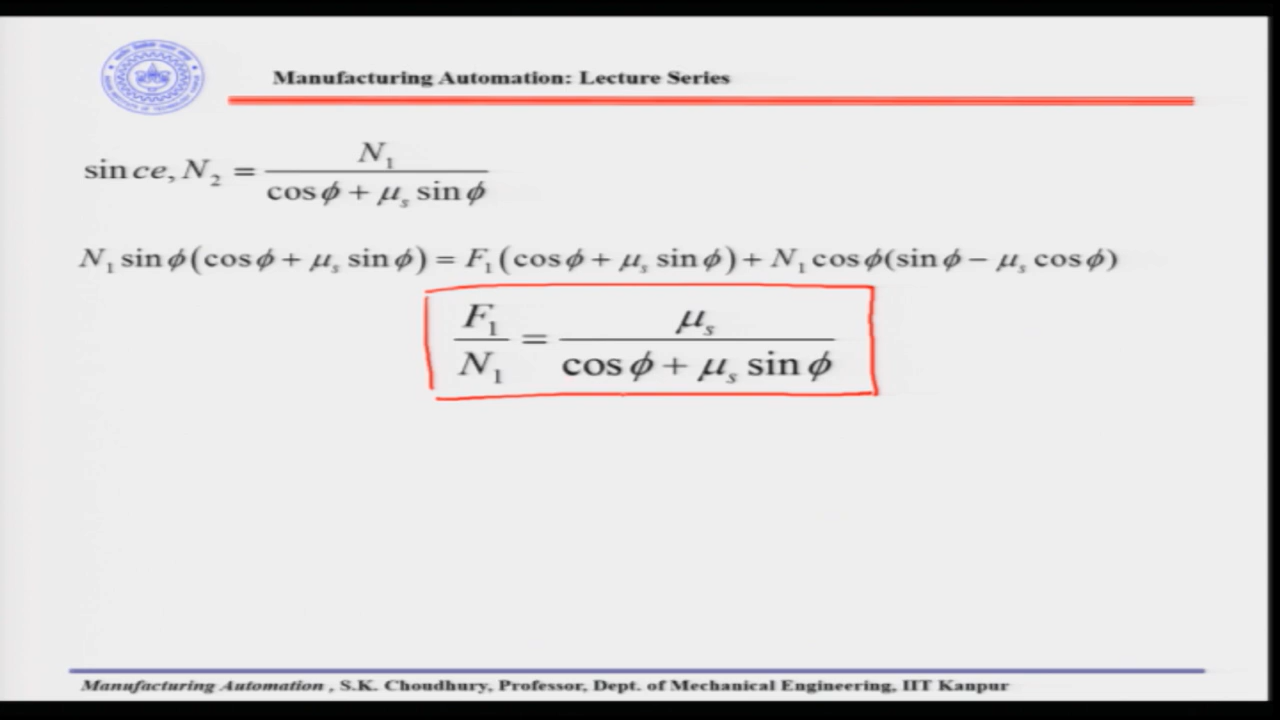 Manufacturing Automation: Lecture Series
sin ce, N₂ = N₁ / (cos ϕ + μₛ sin ϕ)
N₁ sin ϕ (cos ϕ + μₛ sin ϕ) = F₁ (cos ϕ + μₛ sin ϕ) + N₁ cos ϕ(sin ϕ − μₛ cos ϕ)
F₁ / N₁ = μₛ / (cos ϕ + μₛ sin ϕ)
Manufacturing Automation , S.K. Choudhury, Professor, Dept. of Mechanical Engineering, IIT Kanpur